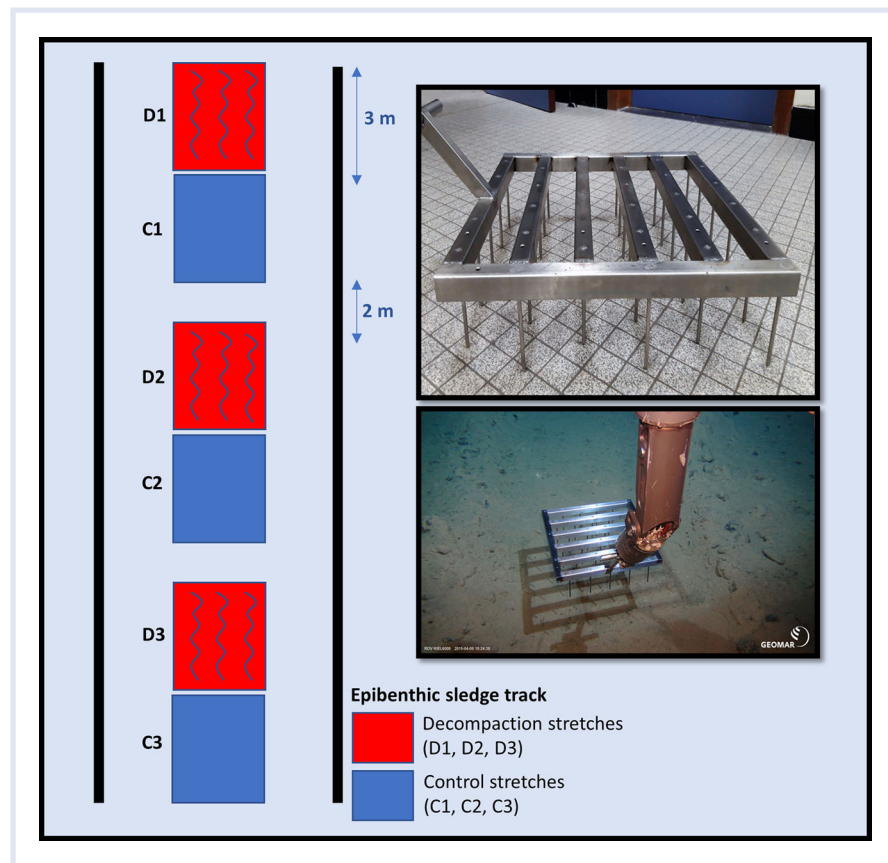 D1
3 m
C1
2 m
D2
C2
D3
C3
GEOMAR
Epibenthic sledge track
Decompaction stretches
(D1, D2, D3)
Control stretches
(C1, C2, C3)